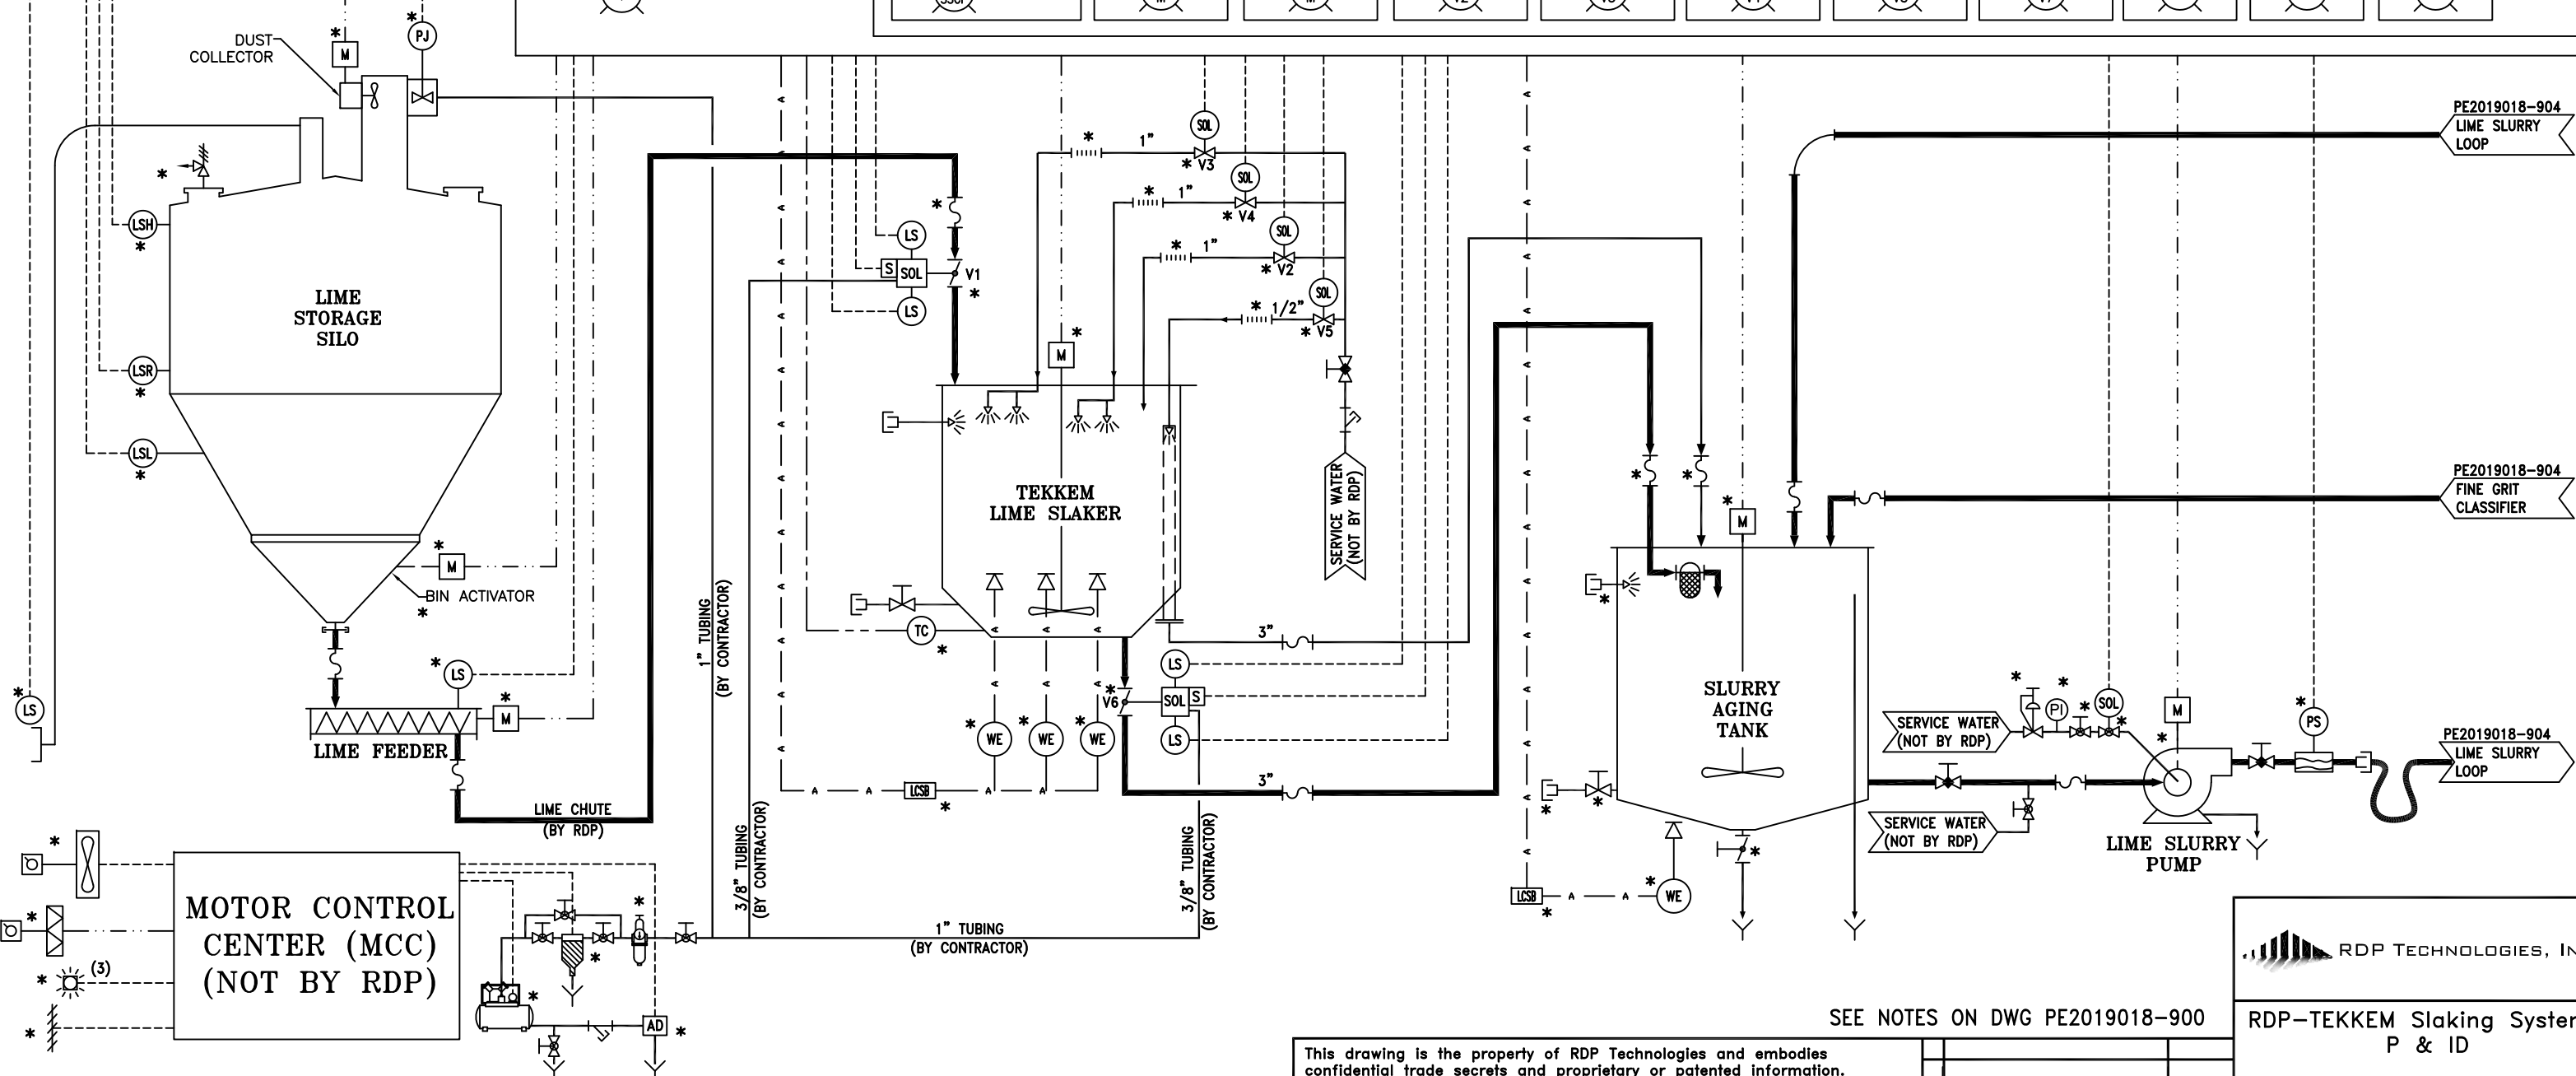 SSOP
M
M
V2
V7
DUST
COLLECTOR
*
M
*
PJ
*
LSH
*
LSR
*
LSL
*
LIME
STORAGE
SILO
*
M
BIN ACTIVATOR
*
*
LS
*
LS
*
M
LIME FEEDER
LIME CHUTE
(BY RDP)
1" TUBING
(BY CONTRACTOR)
3/8" TUBING
(BY CONTRACTOR)
3/8" TUBING
(BY CONTRACTOR)
1" TUBING
(BY CONTRACTOR)
*
LS
S
SOL
LS
V1
*
*
M
SOL
*
1"
* V3
SOL
*
1"
* V4
SOL
*
1"
* V2
SOL
*
1/2"
* V5
SERVICE WATER
(NOT BY RDP)
TEKKEM
LIME SLAKER
TC
*
3"
LS
*
V6
SOL
S
LS
*
WE
*
WE
*
WE
LCSB
*
3"
A
*
*
*
M
*
SLURRY
AGING
TANK
*
*
*
LCSB
*
*
WE
PE2019018-904
LIME SLURRY
LOOP
PE2019018-904
FINE GRIT
CLASSIFIER
*
*
PI
*
SOL
*
SERVICE WATER
(NOT BY RDP)
SERVICE WATER
(NOT BY RDP)
M
*
*
PS
PE2019018-904
LIME SLURRY
LOOP
LIME SLURRY
PUMP
*
*
*
(3)
*
MOTOR CONTROL
CENTER (MCC)
(NOT BY RDP)
*
*
*
AD
*
SEE NOTES ON DWG PE2019018-900
RDP TECHNOLOGIES, IN
RDP-TEKKEM Slaking System
P & ID
This drawing is the property of RDP Technologies and embodies
confidential trade secrets and proprietary or patented information.